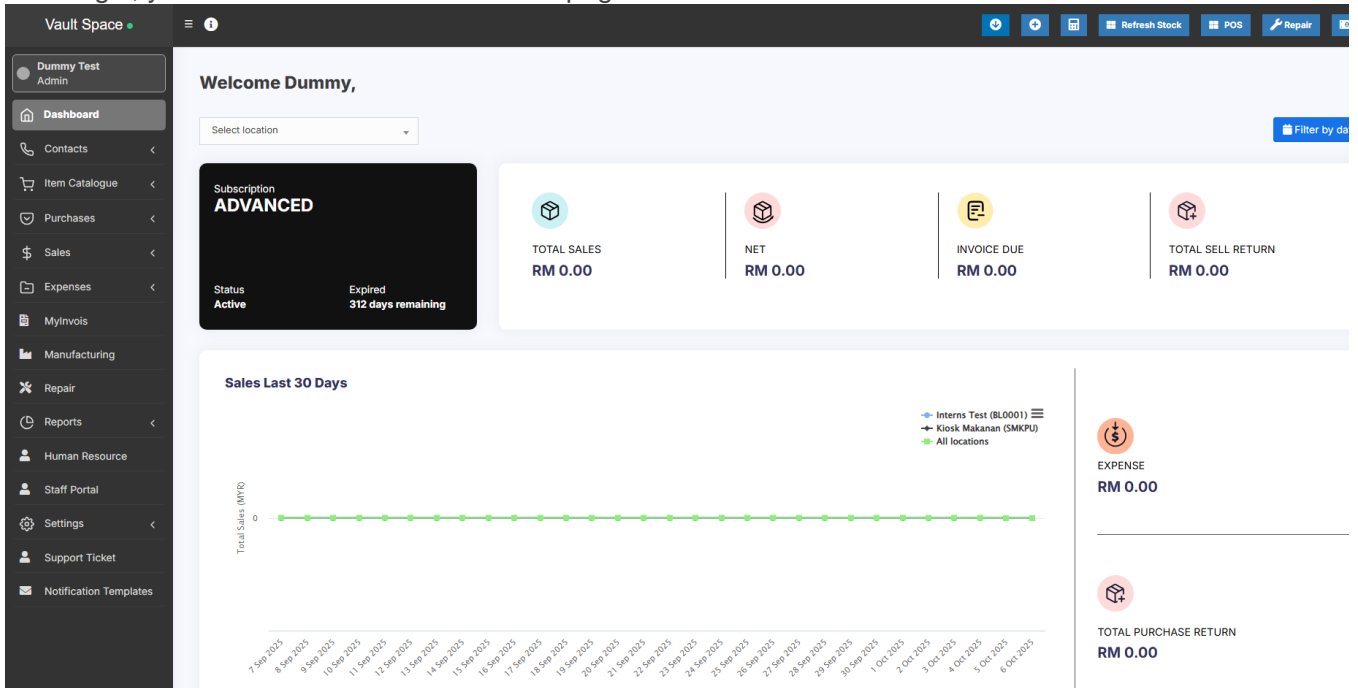 Vault Space
Refresh Stock
POS
Repair
Dummy Test
Admin
Dashboard
Contacts
Item Catalogue
Purchases
Sales
Expenses
MyInvois
Manufacturing
Repair
Reports
Human Resource
Staff Portal
Settings
Support Ticket
Notification Templates
Welcome Dummy,
Select location
Filter by da
Subscription
ADVANCED
Status
Active
Expired
312 days remaining
TOTAL SALES
RM 0.00
NET
RM 0.00
INVOICE DUE
RM 0.00
TOTAL SELL RETURN
RM 0.00
Sales Last 30 Days
Interns Test (BL0001)
Kiosk Makanan (SMKPU)
All locations
Total Sales (MYR)
0
7 Sep 2025
8 Sep 2025
9 Sep 2025
10 Sep 2025
11 Sep 2025
12 Sep 2025
13 Sep 2025
14 Sep 2025
15 Sep 2025
16 Sep 2025
17 Sep 2025
18 Sep 2025
19 Sep 2025
20 Sep 2025
21 Sep 2025
22 Sep 2025
23 Sep 2025
24 Sep 2025
25 Sep 2025
26 Sep 2025
27 Sep 2025
28 Sep 2025
29 Sep 2025
30 Sep 2025
1 Oct 2025
2 Oct 2025
3 Oct 2025
4 Oct 2025
5 Oct 2025
6 Oct 2025
EXPENSE
RM 0.00
TOTAL PURCHASE RETURN
RM 0.00